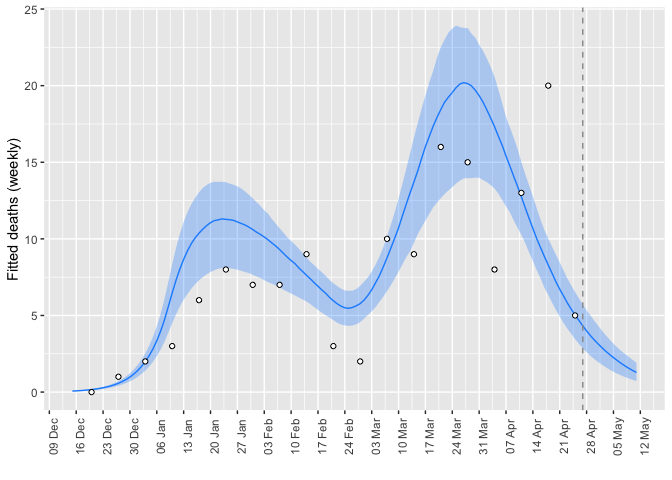 Fitted deaths (weekly)
25
20
15
10
5
0
09 Dec
16 Dec
23 Dec
30 Dec
06 Jan
13 Jan
20 Jan
27 Jan
03 Feb
10 Feb
17 Feb
24 Feb
03 Mar
10 Mar
17 Mar
24 Mar
31 Mar
07 Apr
14 Apr
21 Apr
28 Apr
05 May
12 May